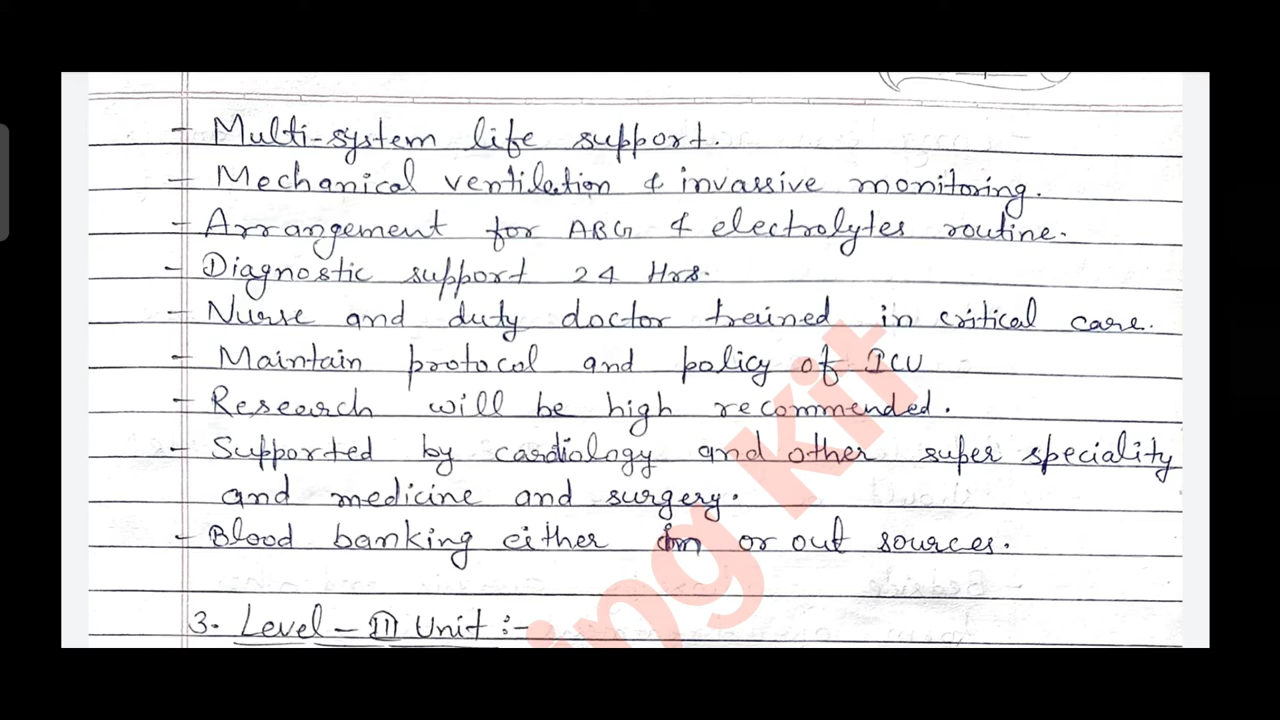 - Multi-system life support.
- Mechanical ventilation & invassive monitoring.
- Arrangement for ABG & electrolytes routine.
- Diagnostic support 24 Hrs.
- Nurse and duty doctor trained in critical care.
- Maintain protocol and policy of ICU
- Research will be high recommended.
- Supported by cardiology and other super speciality
and medicine and surgery.
- Blood banking either in or out sources.
3. Level - III Unit :-
ing Kit